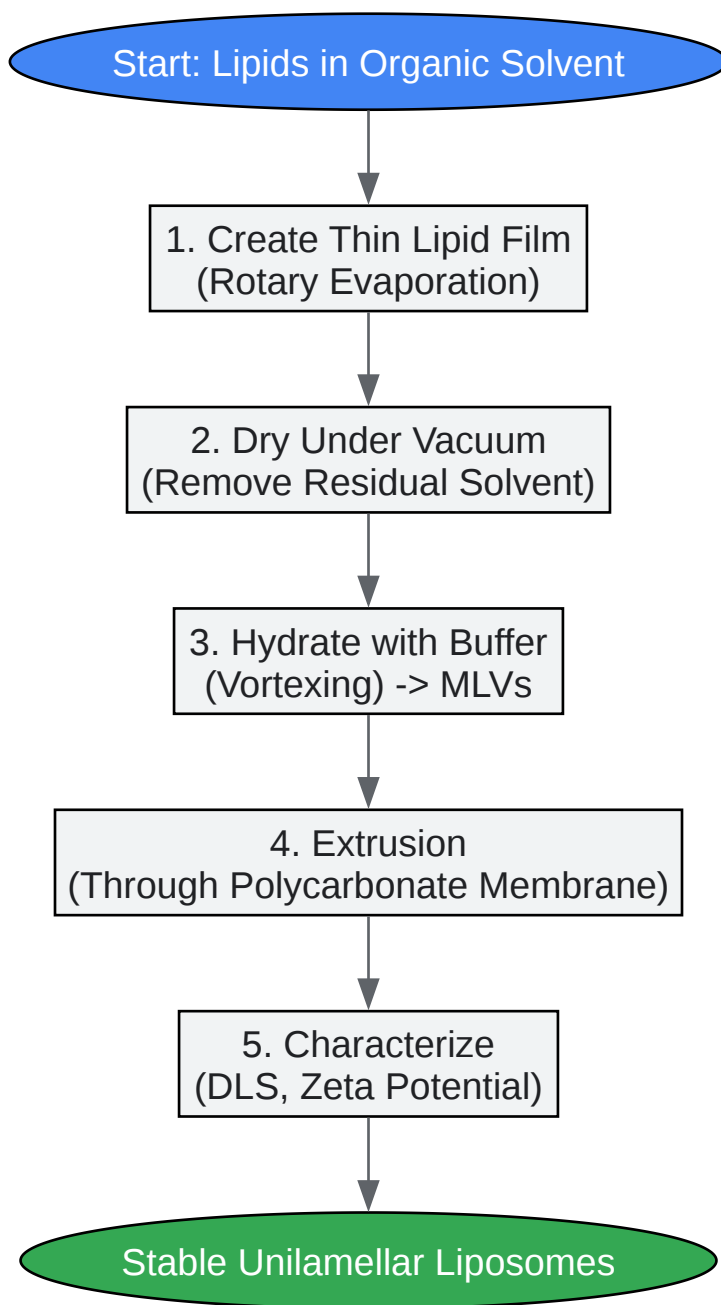 Start: Lipids in Organic Solvent
1. Create Thin Lipid Film
(Rotary Evaporation)
2. Dry Under Vacuum
(Remove Residual Solvent)
3. Hydrate with Buffer
(Vortexing) -> MLVs
4. Extrusion
(Through Polycarbonate Membrane)
5. Characterize
(DLS, Zeta Potential)
Stable Unilamellar Liposomes